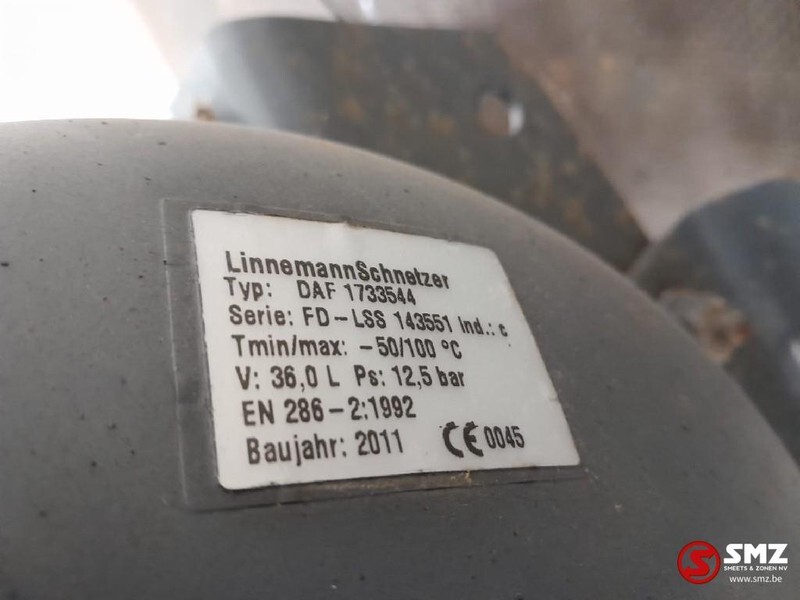 LinnemannSchnetzer
Typ: DAF 1733544
Serie: FD-LSS 143551 Ind.: c
Tmin/max: -50/100 °C
V: 36,0 L Ps: 12,5 bar
EN 286-2:1992
Baujahr: 2011 CE 0045
SMZ
SMEETS & ZONEN NV
www.smz.be